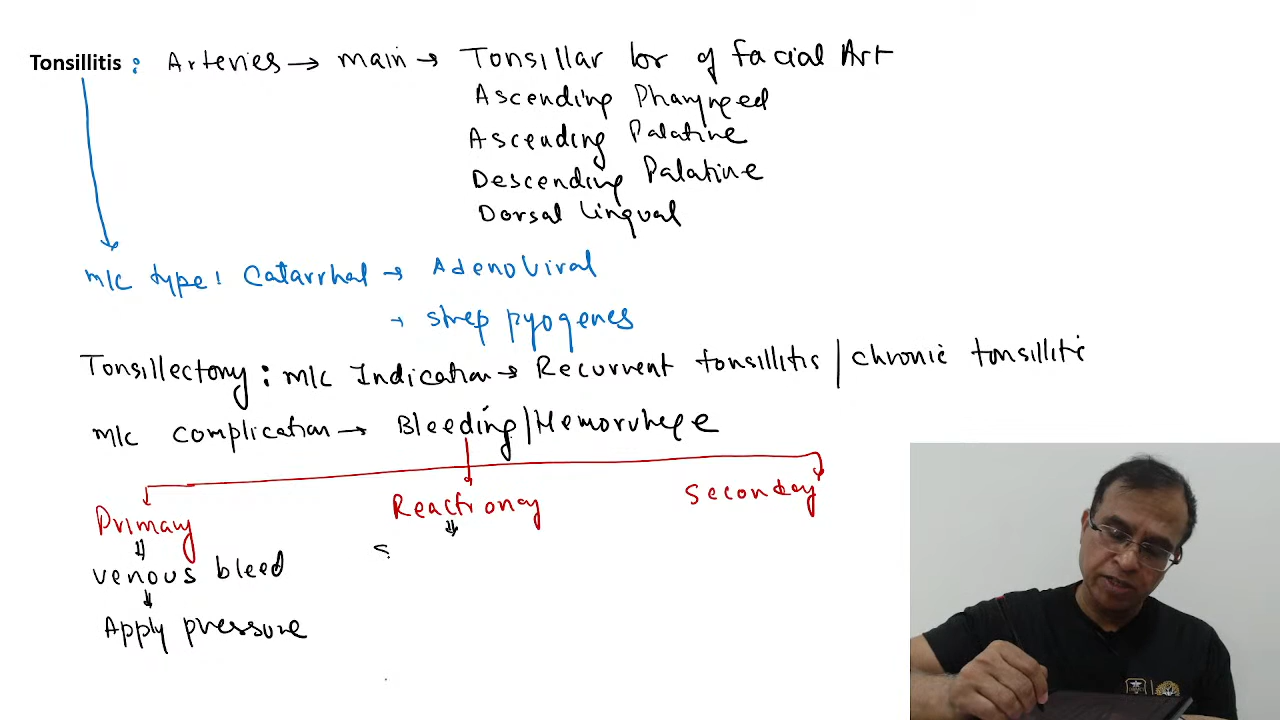 Tonsillitis : Arteries → main → Tonsillar br of facial Art
Ascending Pharyngeal
Ascending Palatine
Descending Palatine
Dorsal lingual
m/c type : Catarrhal → Adenoviral
→ strep pyogenes
Tonsillectomy : m/c Indication → Recurrent tonsillitis / chronic tonsillitis
m/c complication → Bleeding / Hemorrhage
Primary Reactionary Secondary
Venous bleed S
Apply pressure